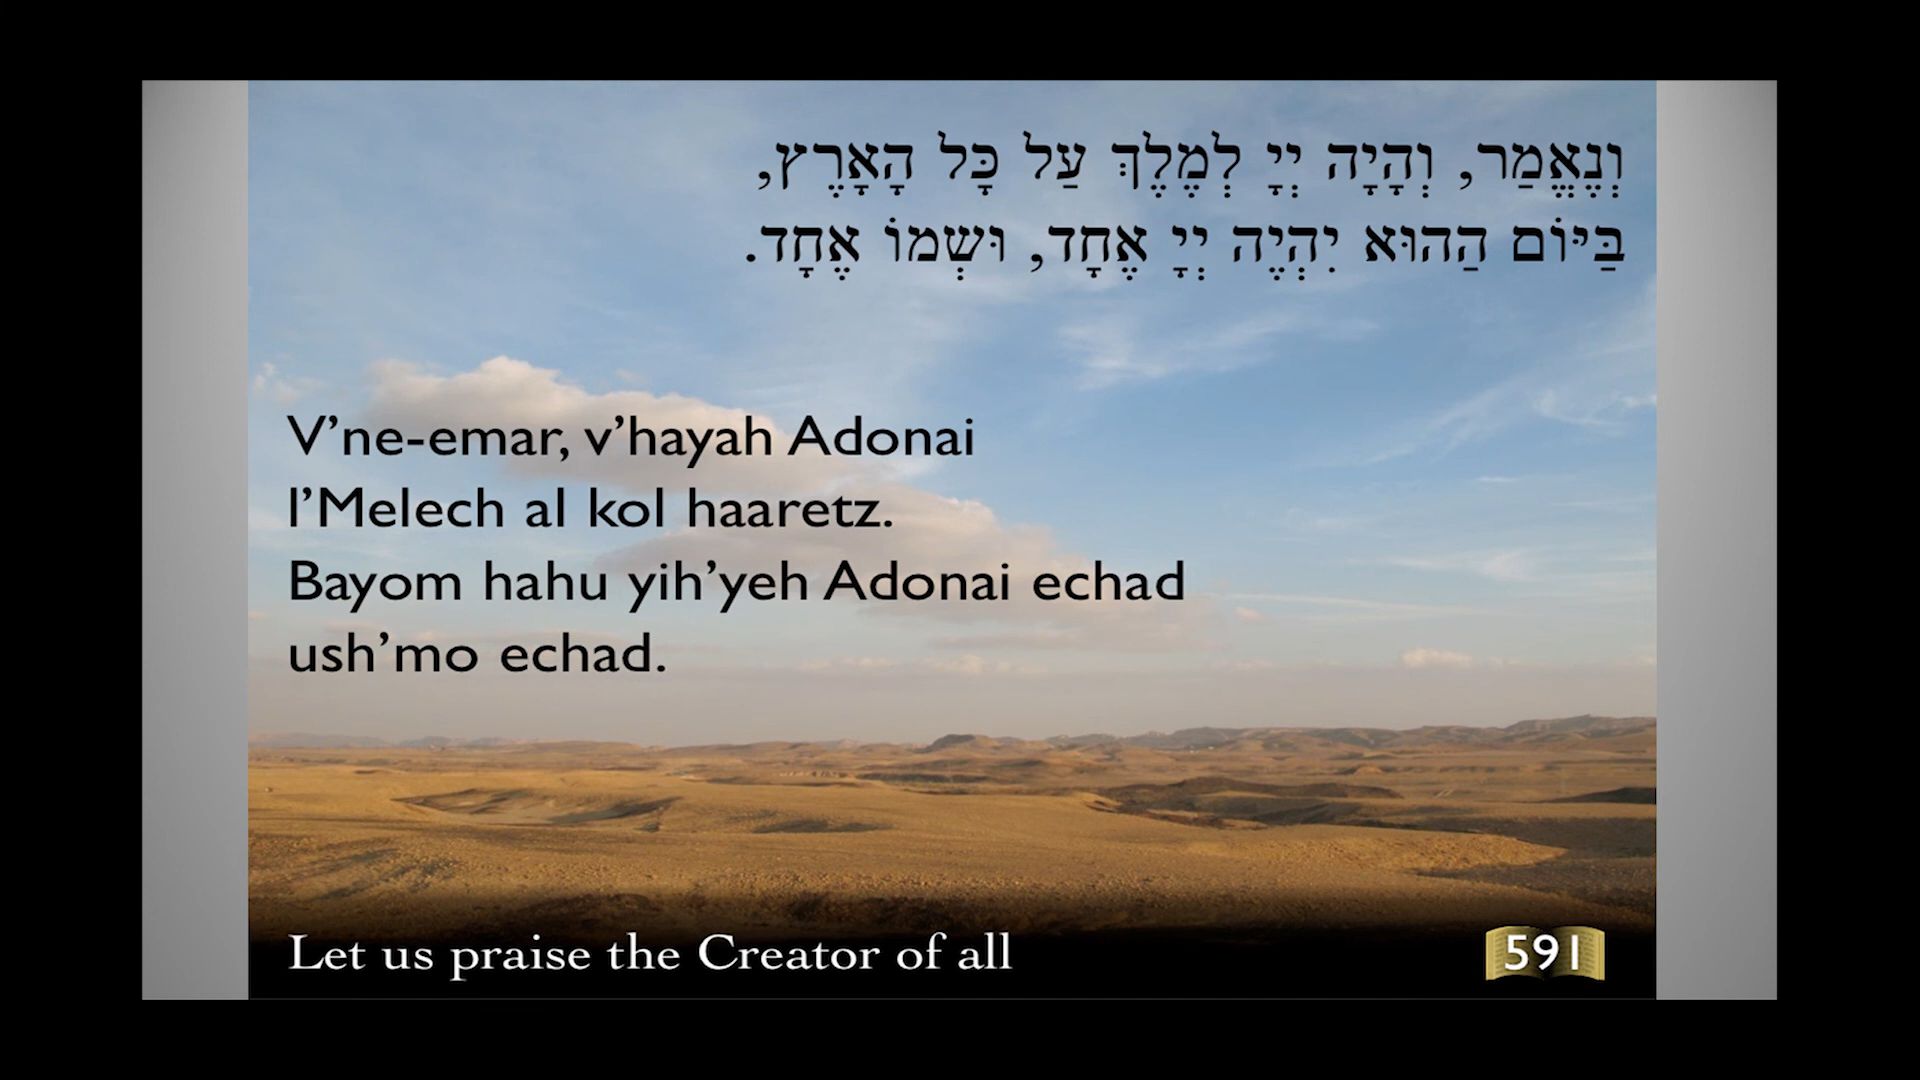 וְנֶאֱמַר, וְהָיָה יְיָ לְמֶלֶךְ עַל כָּל הָאָרֶץ,
בַּיּוֹם הַהוּא יִהְיֶה יְיָ אֶחָד, וּשְׁמוֹ אֶחָד.
V’ne-emar, v’hayah Adonai
l’Melech al kol haaretz.
Bayom hahu yih’yeh Adonai echad
ush’mo echad.
Let us praise the Creator of all
591